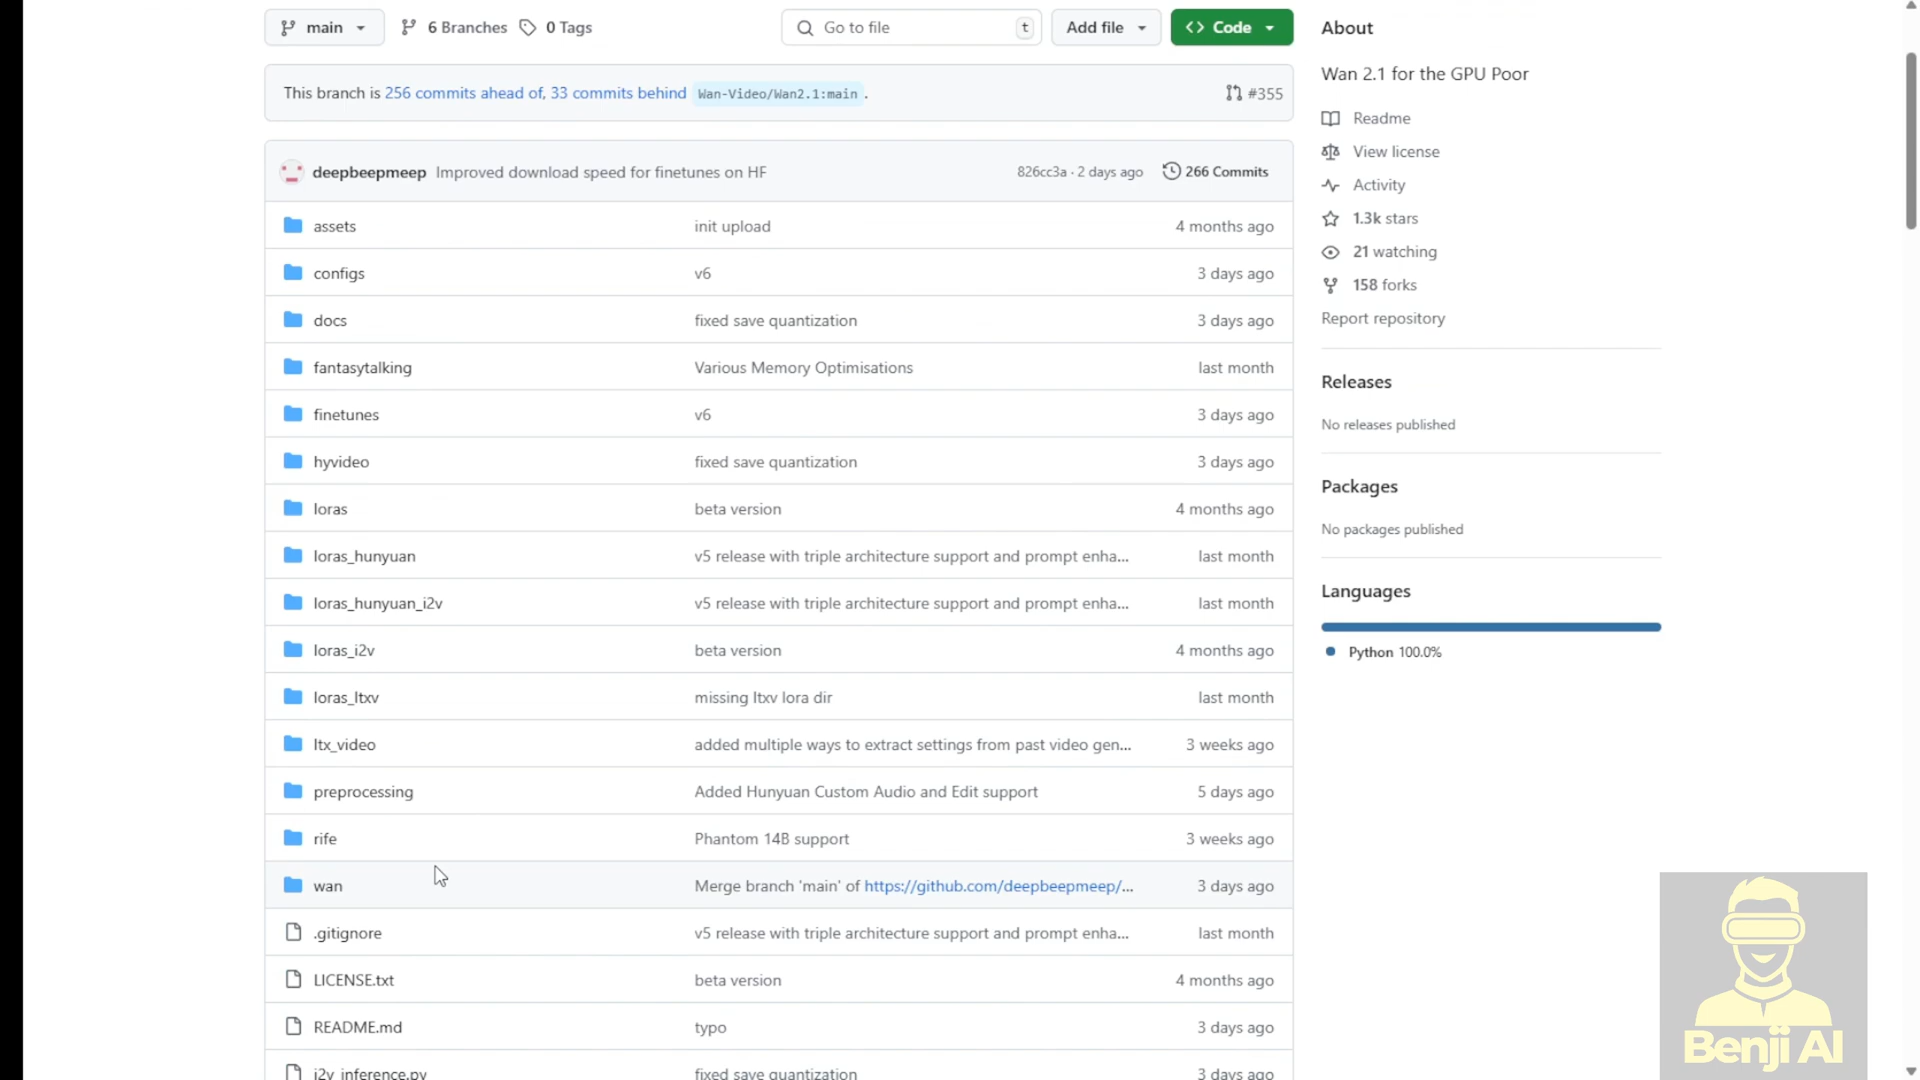 main
6 Branches
0 Tags
Go to file
t
Add file
<> Code
This branch is 256 commits ahead of, 33 commits behind Wan-Video/Wan2.1:main .
#355
deepbeepmeep Improved download speed for finetunes on HF
826cc3a · 2 days ago
266 Commits
assets init upload 4 months ago
configs v6 3 days ago
docs fixed save quantization 3 days ago
fantasytalking Various Memory Optimisations last month
finetunes v6 3 days ago
hyvideo fixed save quantization 3 days ago
loras beta version 4 months ago
loras_hunyuan v5 release with triple architecture support and prompt enha... last month
loras_hunyuan_i2v v5 release with triple architecture support and prompt enha... last month
loras_i2v beta version 4 months ago
loras_ltxv missing ltxv lora dir last month
ltx_video added multiple ways to extract settings from past video gen... 3 weeks ago
preprocessing Added Hunyuan Custom Audio and Edit support 5 days ago
rife Phantom 14B support 3 weeks ago
wan Merge branch 'main' of https://github.com/deepbeepmeep/... 3 days ago
.gitignore v5 release with triple architecture support and prompt enha... last month
LICENSE.txt beta version 4 months ago
README.md typo 3 days ago
i2v_inference.py fixed save quantization 3 days ago
About
Wan 2.1 for the GPU Poor
Readme
View license
Activity
1.3k stars
21 watching
158 forks
Report repository
Releases
No releases published
Packages
No packages published
Languages
Python 100.0%
Benji AI